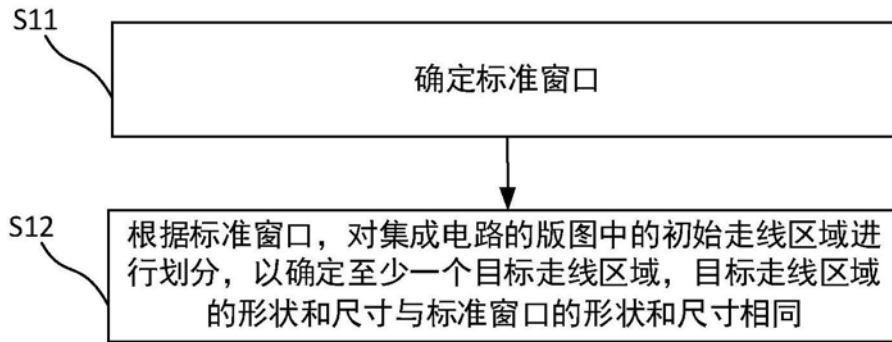 S11
确定标准窗口
S12
根据标准窗口，对集成电路的版图中的初始走线区域进
行划分，以确定至少一个目标走线区域，目标走线区域
的形状和尺寸与标准窗口的形状和尺寸相同